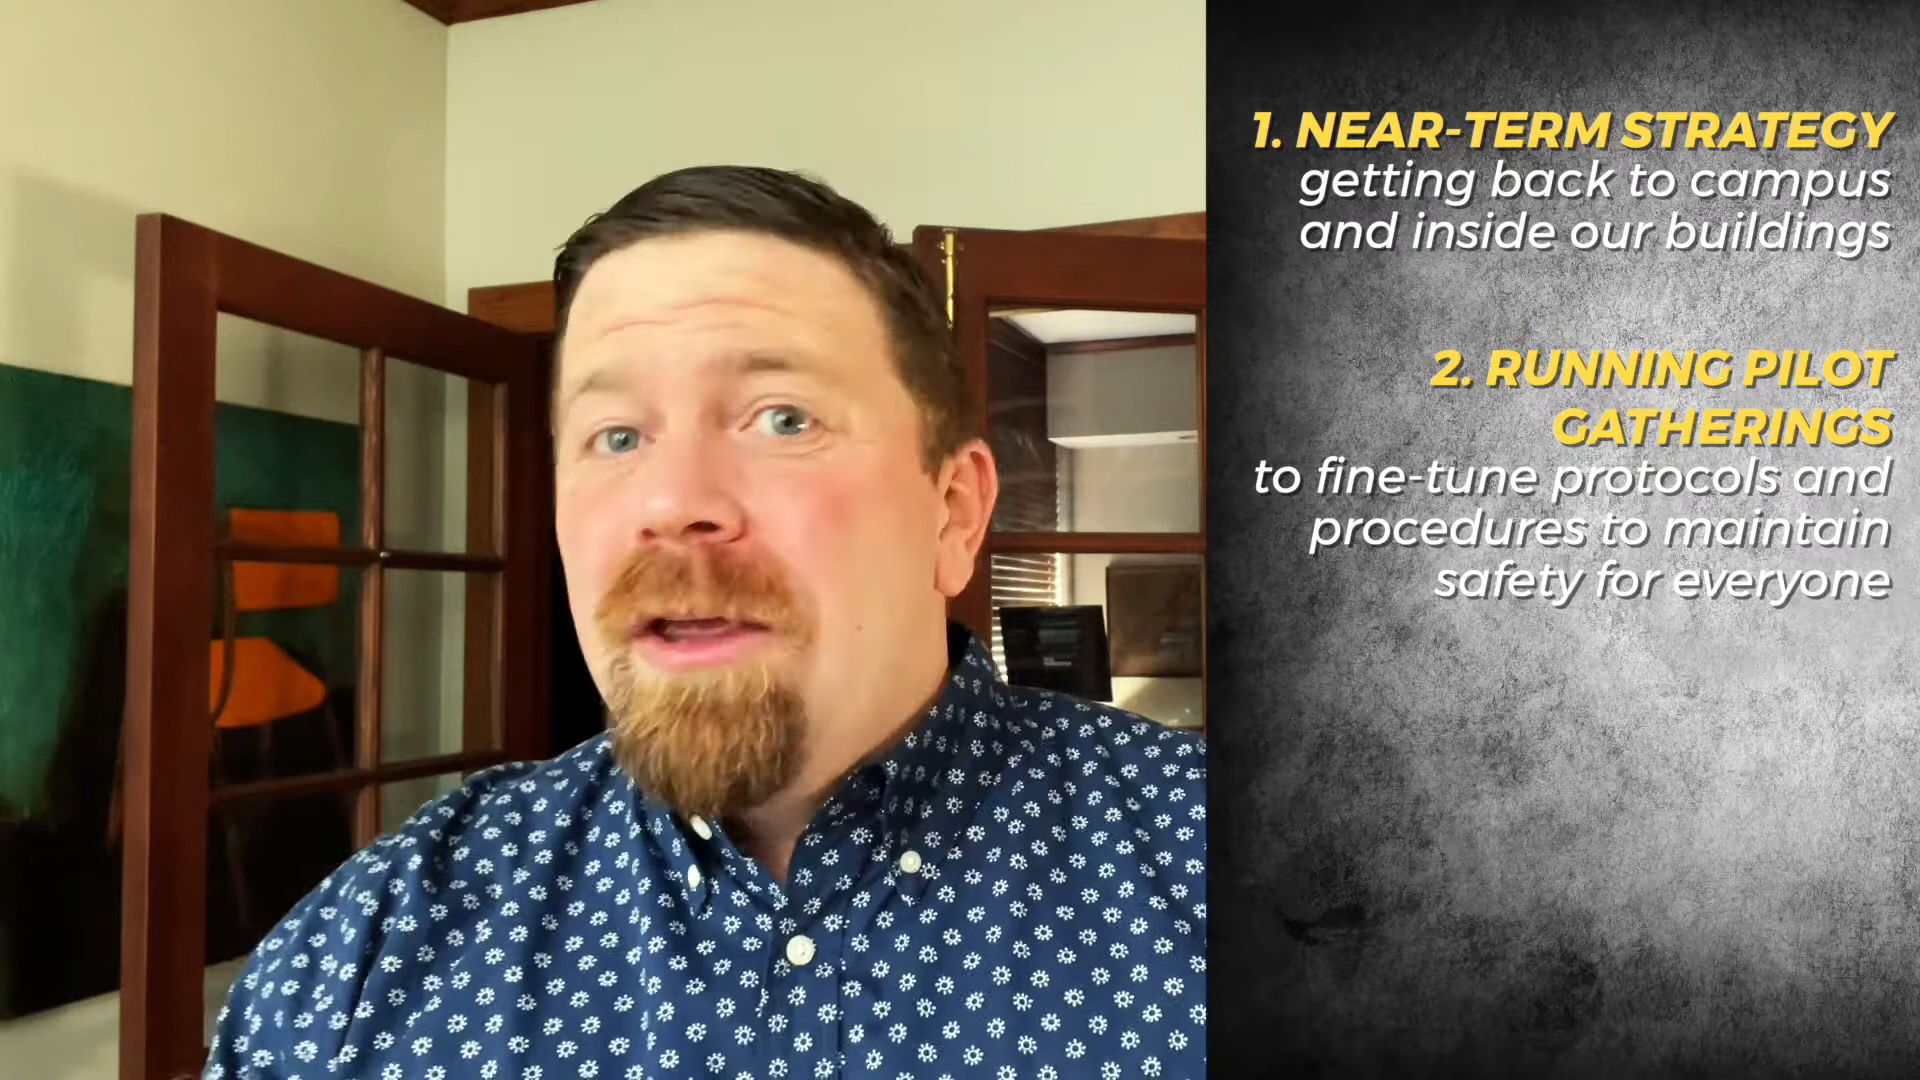 1. NEAR-TERM STRATEGY
getting back to campus
and inside our buildings
2. RUNNING PILOT
GATHERINGS
to fine-tune protocols and
procedures to maintain
safety for everyone